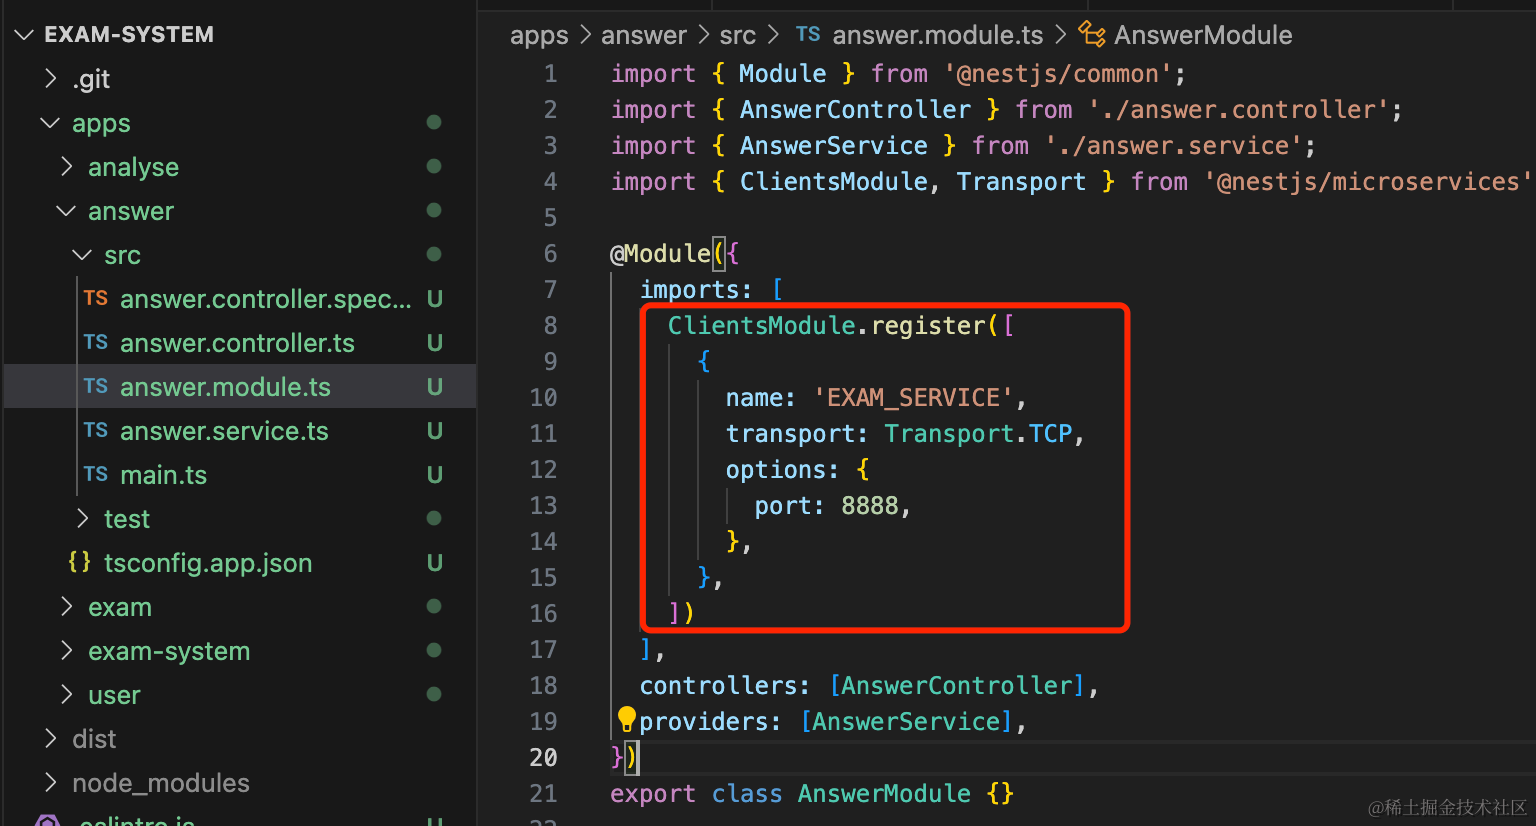 EXAM-SYSTEM
.git
apps
analyse
answer
src
TS answer.controller.spec... U
TS answer.controller.ts U
TS answer.module.ts U
TS answer.service.ts U
TS main.ts U
test
{} tsconfig.app.json U
exam
exam-system
user
dist
node_modules
apps > answer > src > TS answer.module.ts > AnswerModule
1 import { Module } from '@nestjs/common';
2 import { AnswerController } from './answer.controller';
3 import { AnswerService } from './answer.service';
4 import { ClientsModule, Transport } from '@nestjs/microservices'
5
6 @Module({
7 imports: [
8 ClientsModule.register([
9 {
10 name: 'EXAM_SERVICE',
11 transport: Transport.TCP,
12 options: {
13 port: 8888,
14 },
15 },
16 ])
17 ],
18 controllers: [AnswerController],
19 providers: [AnswerService],
20 })
21 export class AnswerModule {}
@稀土掘金技术社区